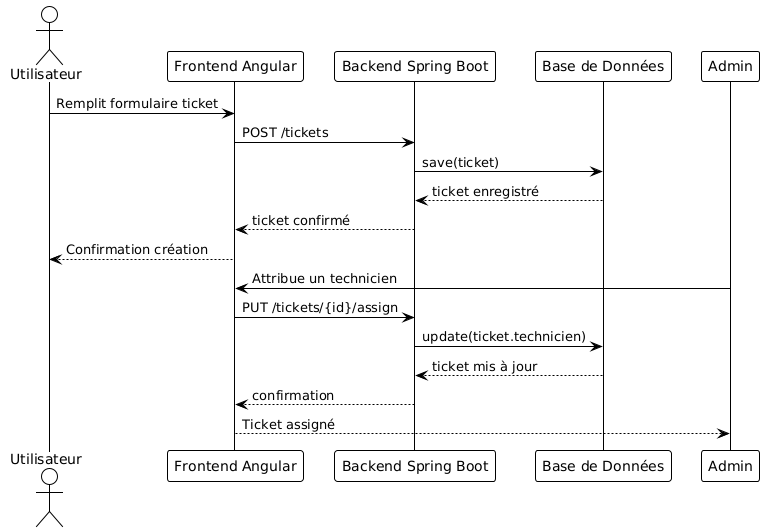 Utilisateur
Frontend Angular
Backend Spring Boot
Base de Données
Admin
Remplit formulaire ticket
POST /tickets
save(ticket)
ticket enregistré
ticket confirmé
Confirmation création
Attribue un technicien
PUT /tickets/{id}/assign
update(ticket.technicien)
ticket mis à jour
confirmation
Ticket assigné
Utilisateur
Frontend Angular
Backend Spring Boot
Base de Données
Admin